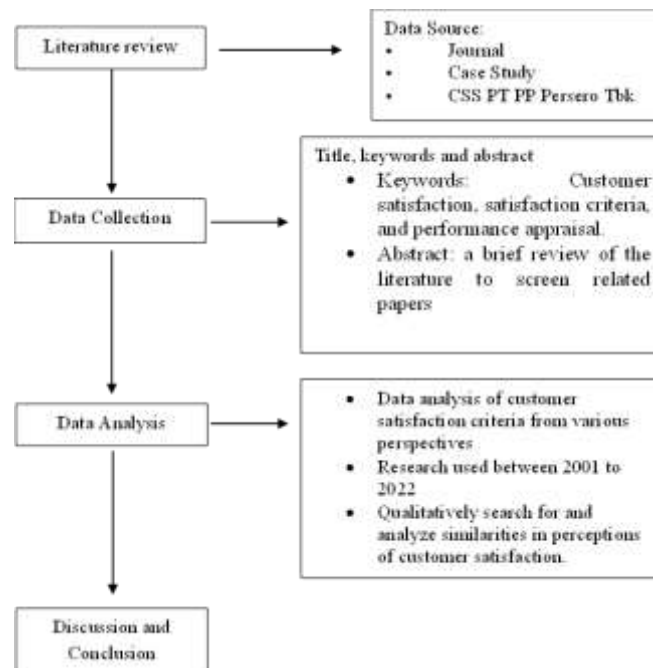 Literature review
Data Source:
• Journal
• Case Study
• CSS PT PP Persero Tbk
Data Collection
Title, keywords and abstract
• Keywords: Customer
satisfaction, satisfaction criteria,
and performance appraisal.
• Abstract: a brief review of the
literature to screen related
papers
Data Analysis
• Data analysis of customer
satisfaction criteria from various
perspectives
• Research used between 2001 to
2022
• Qualitatively search for and
analyze similarities in perceptions
of customer satisfaction.
Discussion and
Conclusion